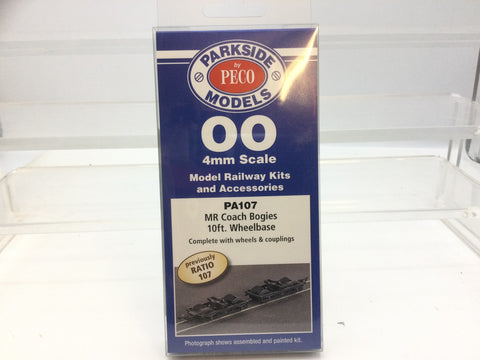 PARKSIDE
by
PECO
MODELS
OO
4mm Scale
Model Railway Kits
and Accessories
PA107
MR Coach Bogies
10ft. Wheelbase
Complete with wheels & couplings
previously
RATIO
107
Photograph shows assembled and painted kit.